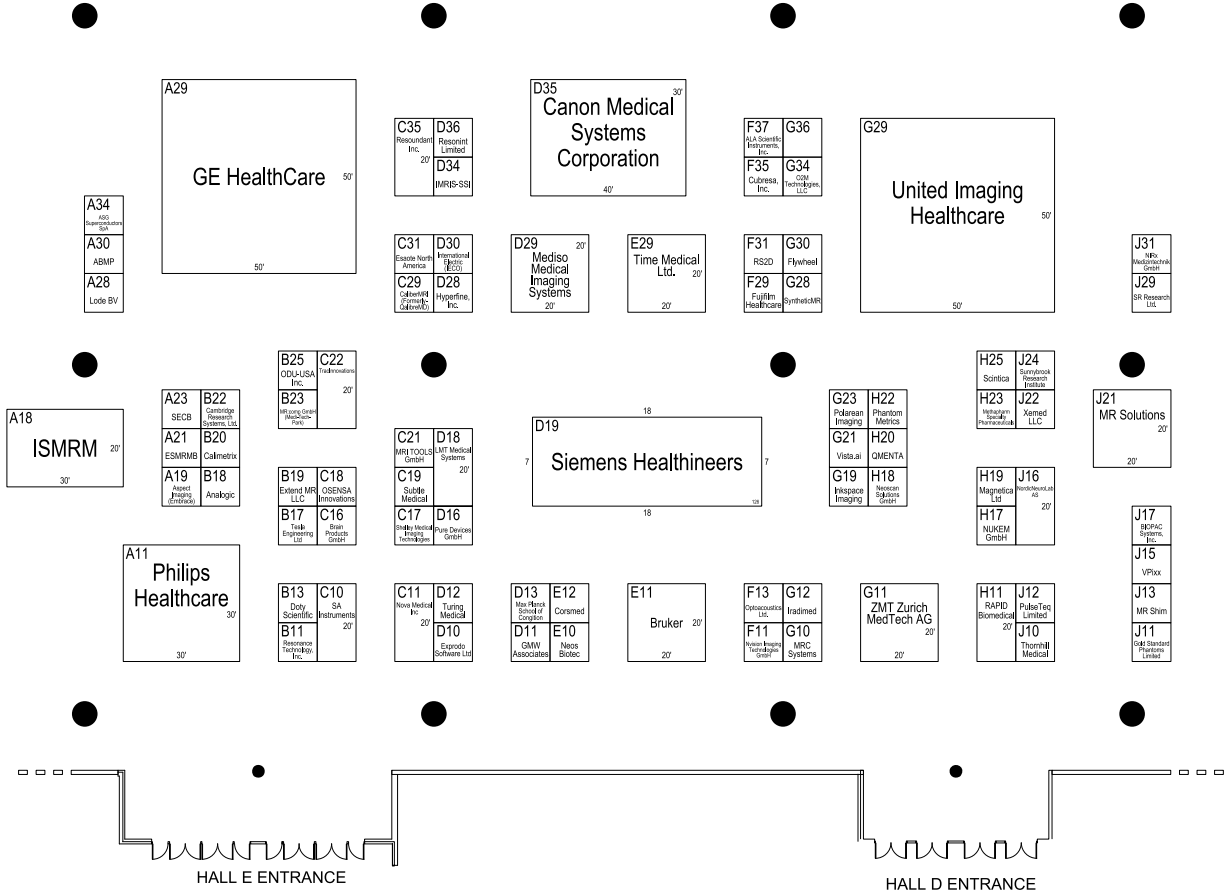 A29
GE HealthCare
50'
50'
C35
Resoundant
Inc.
20'
D36
Resonint
Limited
D34
IMRIS-SSI
D35
30'
Canon Medical
Systems
Corporation
40'
F37
ALA Scientific
Instruments,
Inc.
G36
F35
Cubresa,
Inc.
G34
O2M
Technologies,
LLC
G29
United Imaging
Healthcare
50'
50'
A34
ASG
Superconductors
SpA
A30
ABMP
A28
Lode BV
C31
Esaote North
America
D30
International
Electric
(IECO)
C29
CaliberMRI
(Formerly-
QalibreMD)
D28
Hyperfine,
Inc.
D29
20'
Mediso
Medical
Imaging
Systems
20'
E29
Time Medical
Ltd.
20'
20'
F31
RS2D
G30
Flywheel
F29
Fujifilm
Healthcare
G28
SyntheticMR
J31
NIRx
Medizintechnik
GmbH
J29
SR Research
Ltd.
B25
ODU-USA
Inc.
C22
TracInnovations
20'
B23
MR:comp GmbH
(Medi-Tech-
Park)
H25
Scintica
J24
Sunnybrook
Research
Institute
H23
Methapharm
Specialty
Pharmaceuticals
J22
Xemed
LLC
A18
ISMRM
20'
30'
A23
SECB
B22
Cambridge
Research
Systems, Ltd.
A21
ESMRMB
B20
Calimetrix
A19
Aspect
Imaging
(Embrace)
B18
Analogic
C21
MRI TOOLS
GmbH
D18
LMT Medical
Systems
20'
C19
Subtle
Medical
C17
Shelley Medical
Imaging
Technologies
D16
Pure Devices
GmbH
18
D19
7
Siemens Healthineers
7
126
18
G23
Polarean
Imaging
H22
Phantom
Metrics
G21
Vista.ai
H20
QMENTA
G19
Inkspace
Imaging
H18
Neoscan
Solutions
GmbH
J21
MR Solutions
20'
20'
B19
Extend MR
LLC
C18
OSENSA
Innovations
B17
Tesla
Engineering
Ltd
C16
Brain
Products
GmbH
H19
Magnetica
Ltd
J16
NordicNeuroLab
AS
20'
H17
NUKEM
GmbH
J17
BIOPAC
Systems,
Inc.
J15
VPixx
J13
MR Shim
J11
Gold Standard
Phantoms
Limited
A11
Philips
Healthcare
30'
30'
B13
Doty
Scientific
C10
SA
Instruments
20'
B11
Resonance
Technology,
Inc.
C11
Nova Medical
Inc
20'
D12
Turing
Medical
D10
Exprodo
Software Ltd
D13
Max Planck
School of
Congition
E12
Corsmed
D11
GMW
Associates
E10
Neos
Biotec
E11
Bruker
20'
20'
F13
Optoacoustics
Ltd.
G12
Iradimed
F11
Nvision Imaging
Technologies
GmbH
G10
MRC
Systems
G11
ZMT Zurich
MedTech AG
20'
20'
H11
RAPID
Biomedical
20'
J12
PulseTeq
Limited
J10
Thornhill
Medical
HALL E ENTRANCE
HALL D ENTRANCE